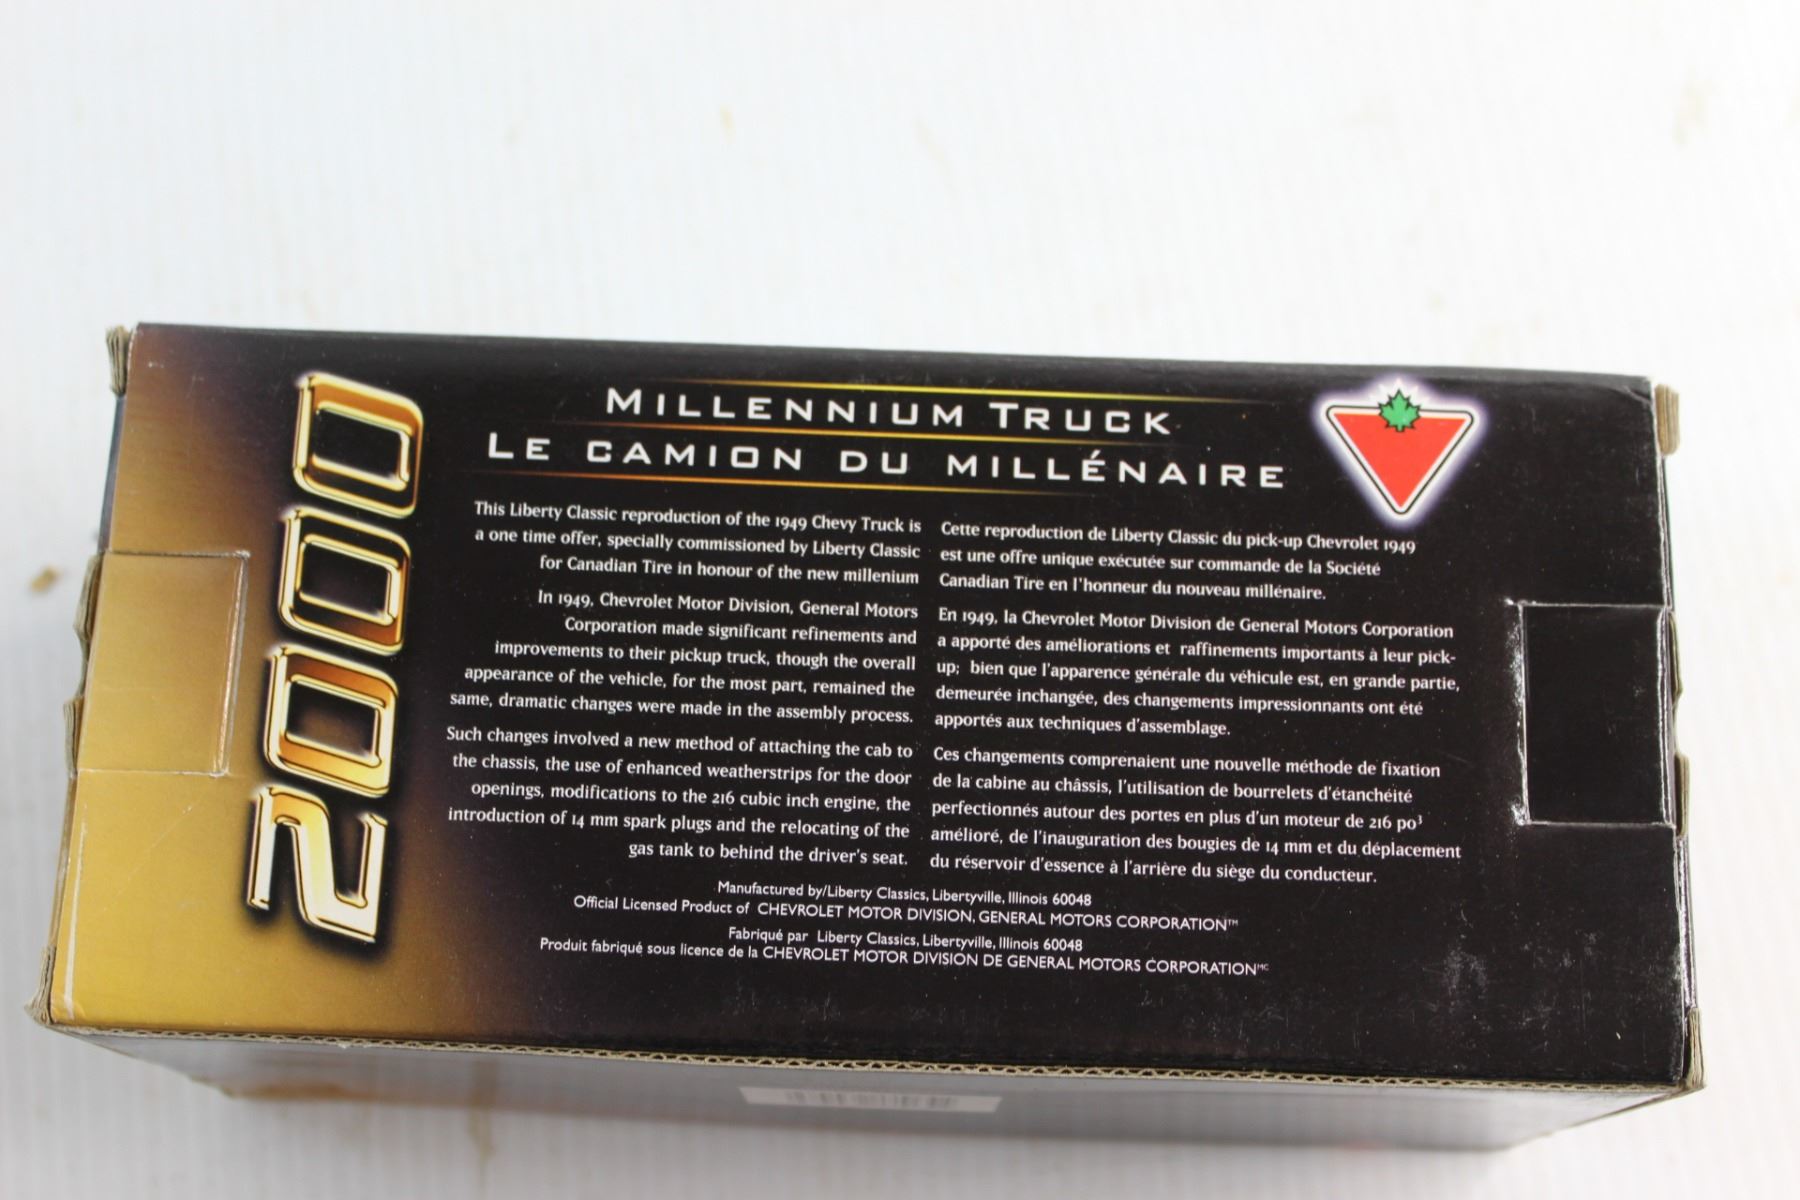 2000
MILLENNIUM TRUCK
LE CAMION DU MILLÉNAIRE
This Liberty Classic reproduction of the 1949 Chevy Truck is
a one time offer, specially commissioned by Liberty Classic
for Canadian Tire in honour of the new millenium
In 1949, Chevrolet Motor Division, General Motors
Corporation made significant refinements and
improvements to their pickup truck, though the overall
appearance of the vehicle, for the most part, remained the
same, dramatic changes were made in the assembly process.
Such changes involved a new method of attaching the cab to
the chassis, the use of enhanced weatherstrips for the door
openings, modifications to the 216 cubic inch engine, the
introduction of 14 mm spark plugs and the relocating of the
gas tank to behind the driver's seat.
Cette reproduction de Liberty Classic du pick-up Chevrolet 1949
est une offre unique exécutée sur commande de la Société
Canadian Tire en l'honneur du nouveau millénaire.
En 1949, la Chevrolet Motor Division de General Motors Corporation
a apporté des améliorations et raffinements importants à leur pick-
up; bien que l'apparence générale du véhicule est, en grande partie,
demeurée inchangée, des changements impressionnants ont été
apportés aux techniques d'assemblage.
Ces changements comprenaient une nouvelle méthode de fixation
de la cabine au châssis, l'utilisation de bourrelets d'étanchéité
perfectionnés autour des portes en plus d'un moteur de 216 po³
amélioré, de l'inauguration des bougies de 14 mm et du déplacement
du réservoir d'essence à l'arrière du siège du conducteur.
Manufactured by/Liberty Classics, Libertyville, Illinois 60048
Official Licensed Product of CHEVROLET MOTOR DIVISION, GENERAL MOTORS CORPORATION™
Fabriqué par Liberty Classics, Libertyville, Illinois 60048
Produit fabriqué sous licence de la CHEVROLET MOTOR DIVISION DE GENERAL MOTORS CORPORATION MC